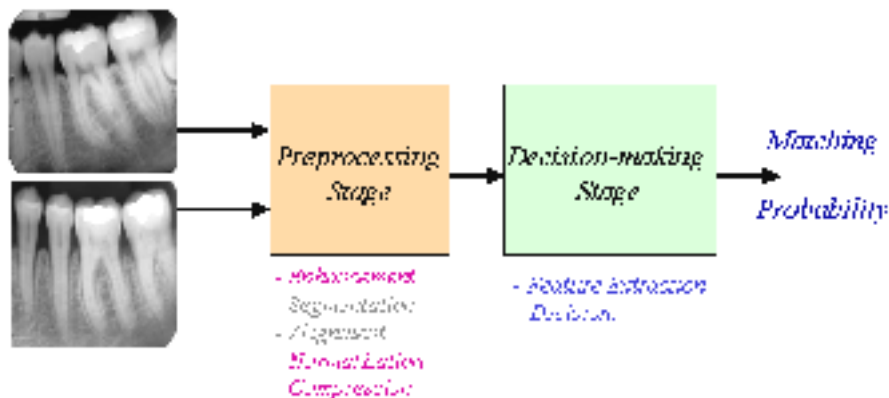 Preprocessing
Stage
Decision-making
Stage
Matching
Probability
- Enhancement
Segmentation
- Alignment
- Normalization
Compression
- Feature Extraction
Decision